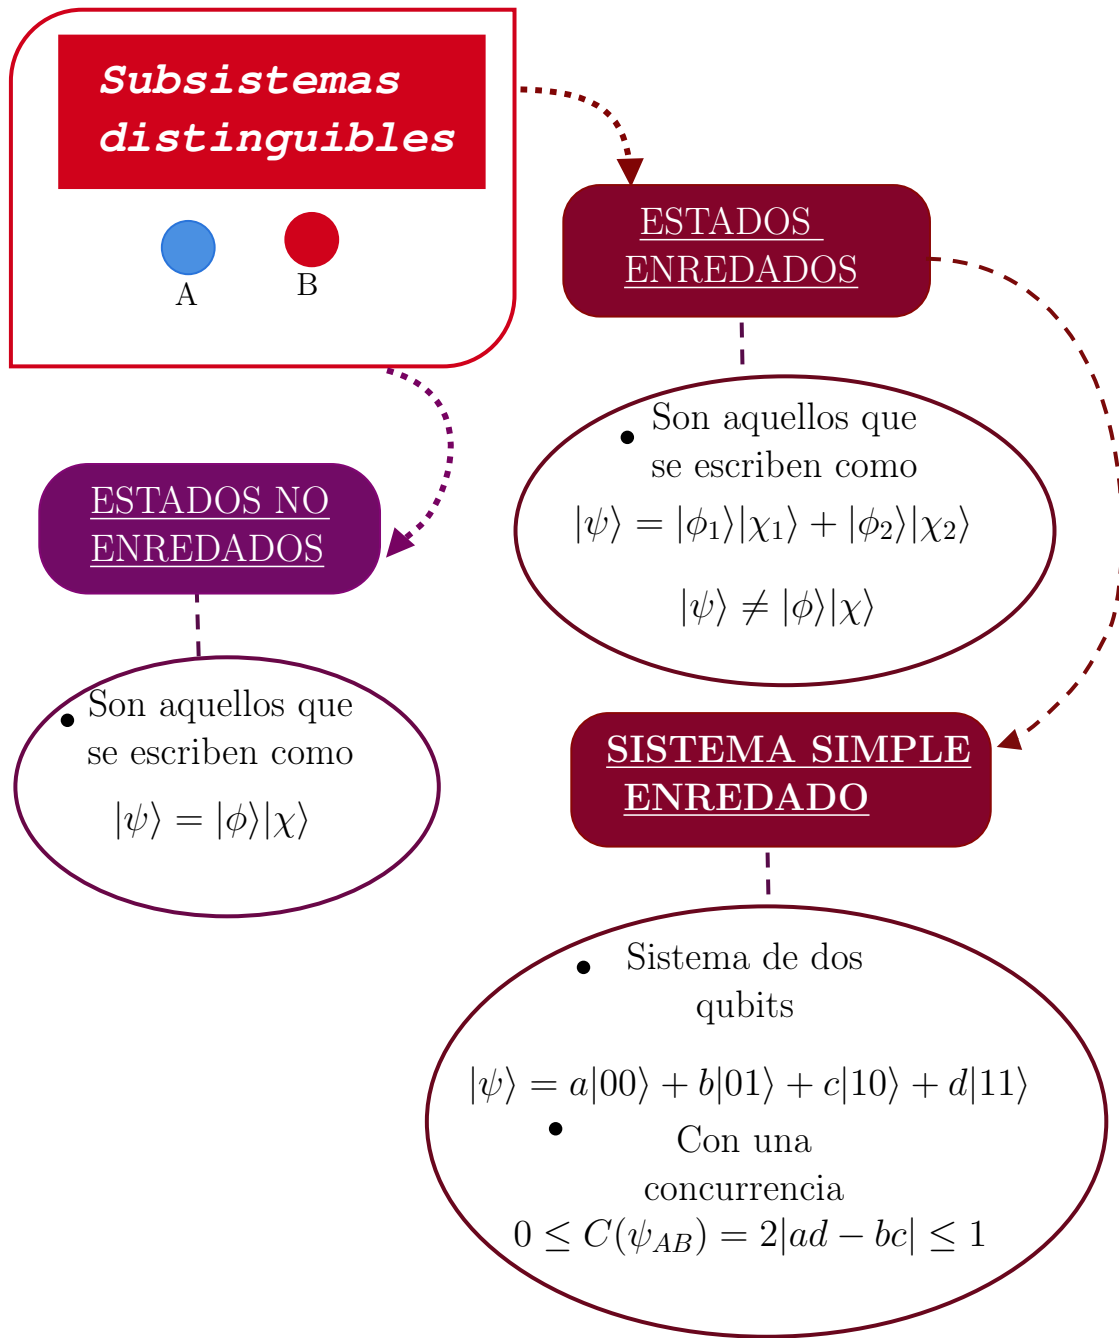 Subsistemas
distinguibles
A
B
ESTADOS
ENREDADOS
• Son aquellos que
se escriben como
|ψ⟩ = |ϕ₁⟩|χ₁⟩ + |ϕ₂⟩|χ₂⟩
|ψ⟩ ≠ |ϕ⟩|χ⟩
ESTADOS NO
ENREDADOS
• Son aquellos que
se escriben como
|ψ⟩ = |ϕ⟩|χ⟩
SISTEMA SIMPLE
ENREDADO
• Sistema de dos
qubits
|ψ⟩ = a|00⟩ + b|01⟩ + c|10⟩ + d|11⟩
• Con una
concurrencia
0 ≤ C(ψ_{AB}) = 2|ad − bc| ≤ 1